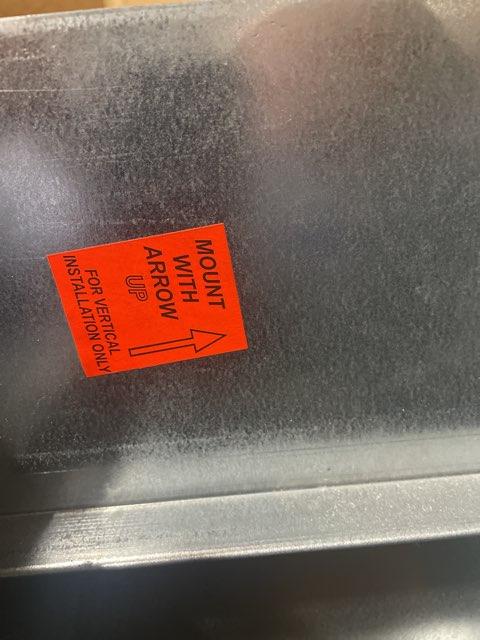 MOUNT
WITH
ARROW
UP
FOR VERTICAL
INSTALLATION ONLY